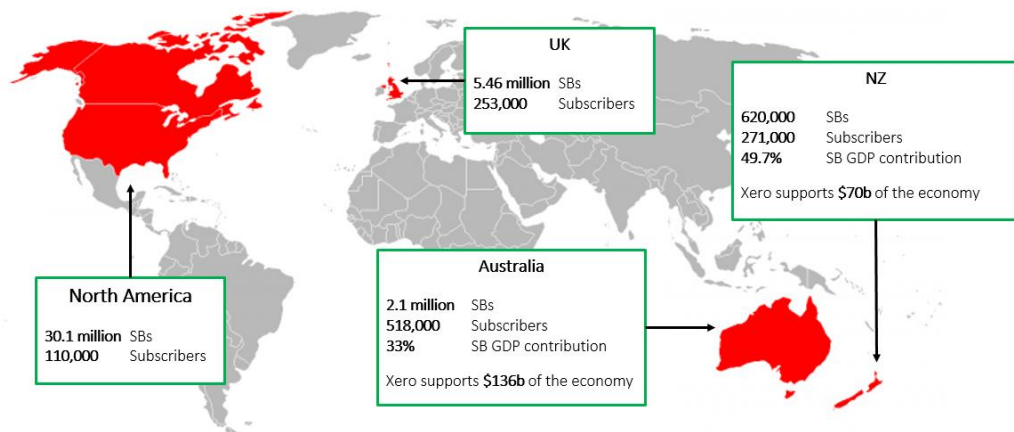 UK
5.46 million SBs
253,000 Subscribers
NZ
620,000 SBs
271,000 Subscribers
49.7% SB GDP contribution
Xero supports $70b of the economy
North America
30.1 million SBs
110,000 Subscribers
Australia
2.1 million SBs
518,000 Subscribers
33% SB GDP contribution
Xero supports $136b of the economy